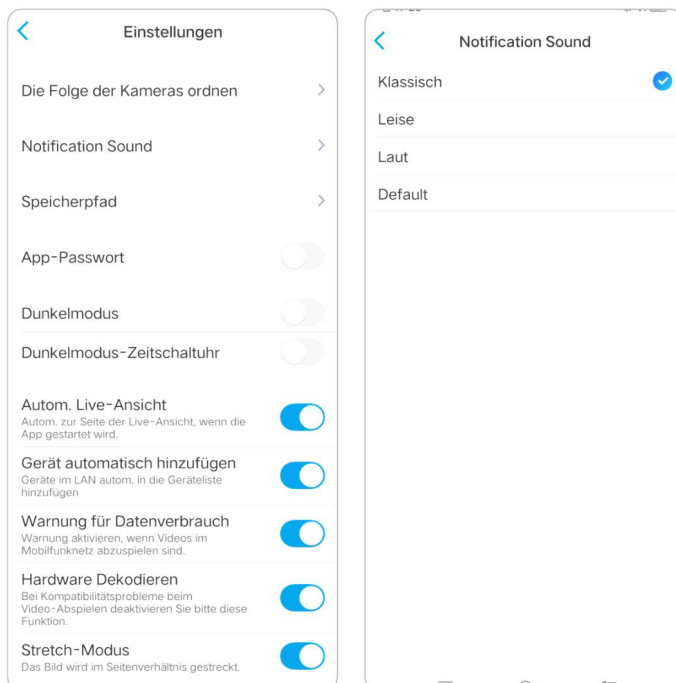 Einstellungen
Die Folge der Kameras ordnen
Notification Sound
Speicherpfad
App-Passwort
Dunkelmodus
Dunkelmodus-Zeitschaltuhr
Autom. Live-Ansicht
Autom. zur Seite der Live-Ansicht, wenn die
App gestartet wird.
Gerät automatisch hinzufügen
Geräte im LAN autom. in die Geräteliste
hinzufügen
Warnung für Datenverbrauch
Warnung aktivieren, wenn Videos im
Mobilfunknetz abzuspielen sind.
Hardware Dekodieren
Bei Kompatibilitätsprobleme beim
Video-Abspielen deaktivieren Sie bitte diese
Funktion.
Stretch-Modus
Das Bild wird im Seitenverhältnis gestreckt.
Notification Sound
Klassisch
Leise
Laut
Default